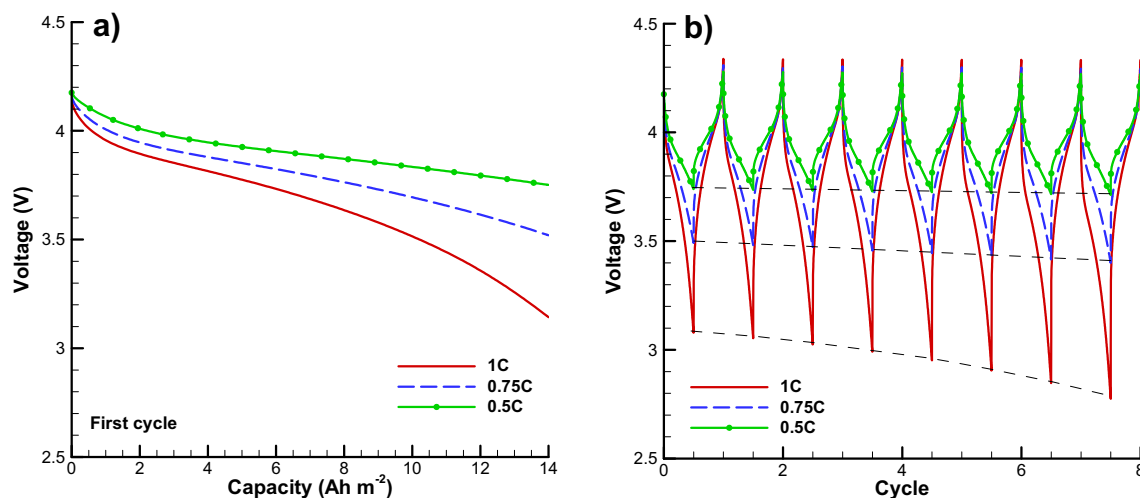 a)
4.5
4
3.5
3
2.5
Voltage (V)
1C
0.75C
0.5C
First cycle
0 2 4 6 8 10 12 14
Capacity (Ah m⁻²)
b)
4.5
4
3.5
3
2.5
Voltage (V)
1C
0.75C
0.5C
0 2 4 6 8
Cycle